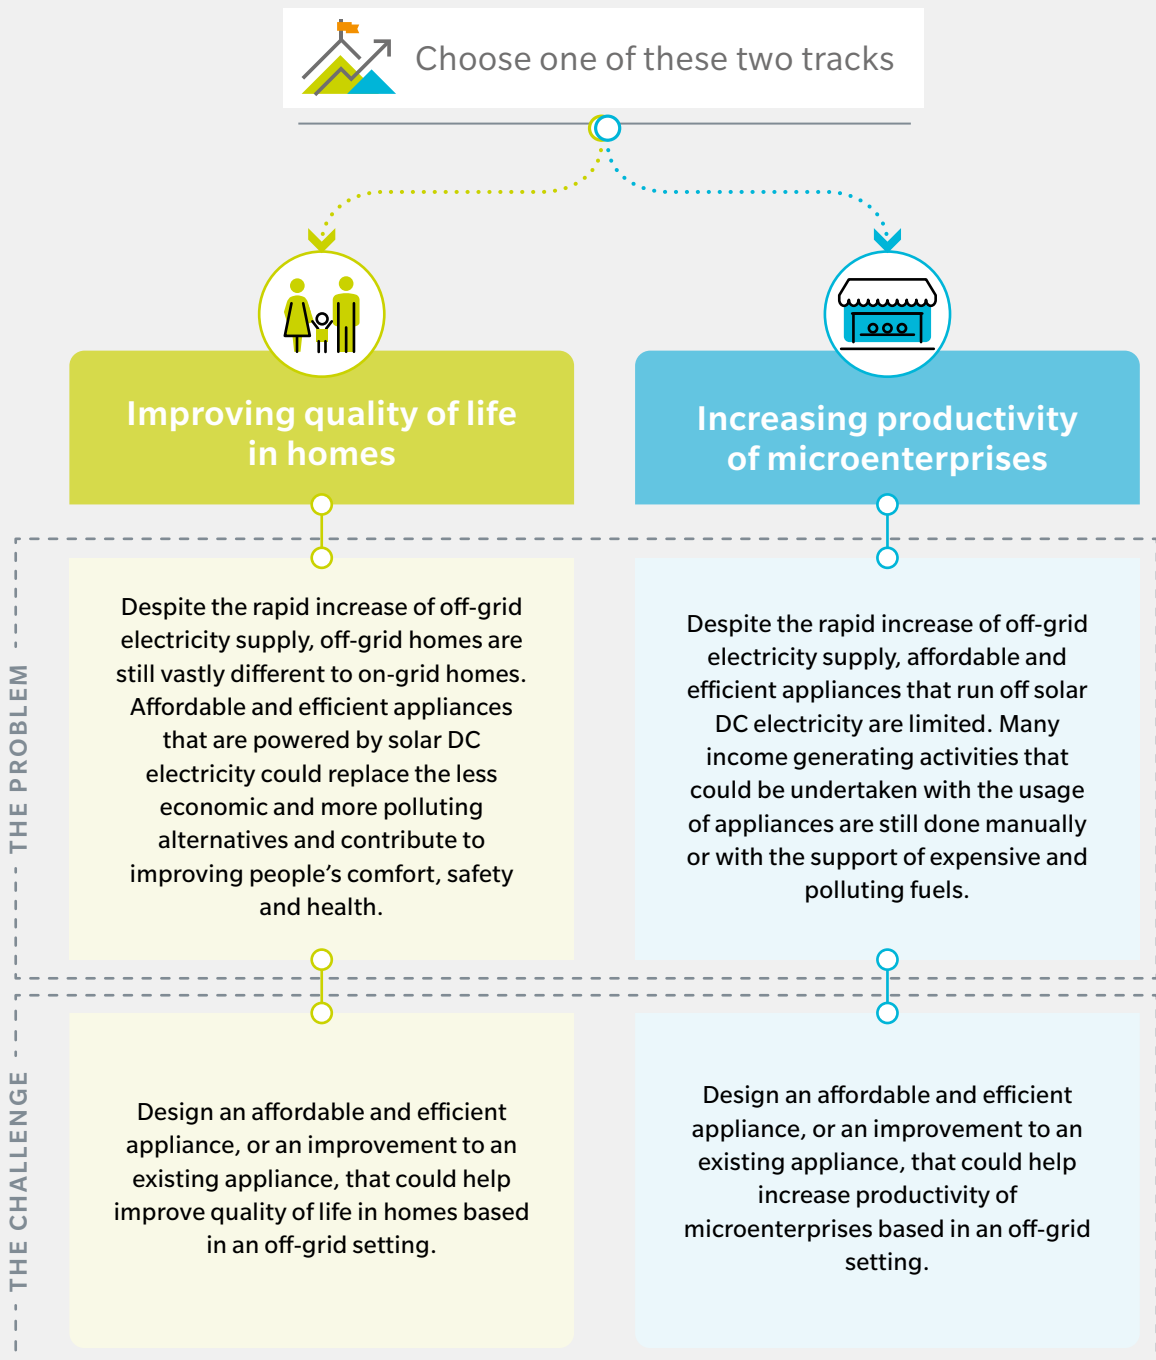 Choose one of these two tracks
Improving quality of life
in homes
Increasing productivity
of microenterprises
THE PROBLEM
Despite the rapid increase of off-grid
electricity supply, off-grid homes are
still vastly different to on-grid homes.
Affordable and efficient appliances
that are powered by solar DC
electricity could replace the less
economic and more polluting
alternatives and contribute to
improving people’s comfort, safety
and health.
Despite the rapid increase of off-grid
electricity supply, affordable and
efficient appliances that run off solar
DC electricity are limited. Many
income generating activities that
could be undertaken with the usage
of appliances are still done manually
or with the support of expensive and
polluting fuels.
THE CHALLENGE
Design an affordable and efficient
appliance, or an improvement to an
existing appliance, that could help
improve quality of life in homes based
in an off-grid setting.
Design an affordable and efficient
appliance, or an improvement to an
existing appliance, that could help
increase productivity of
microenterprises based in an off-grid
setting.